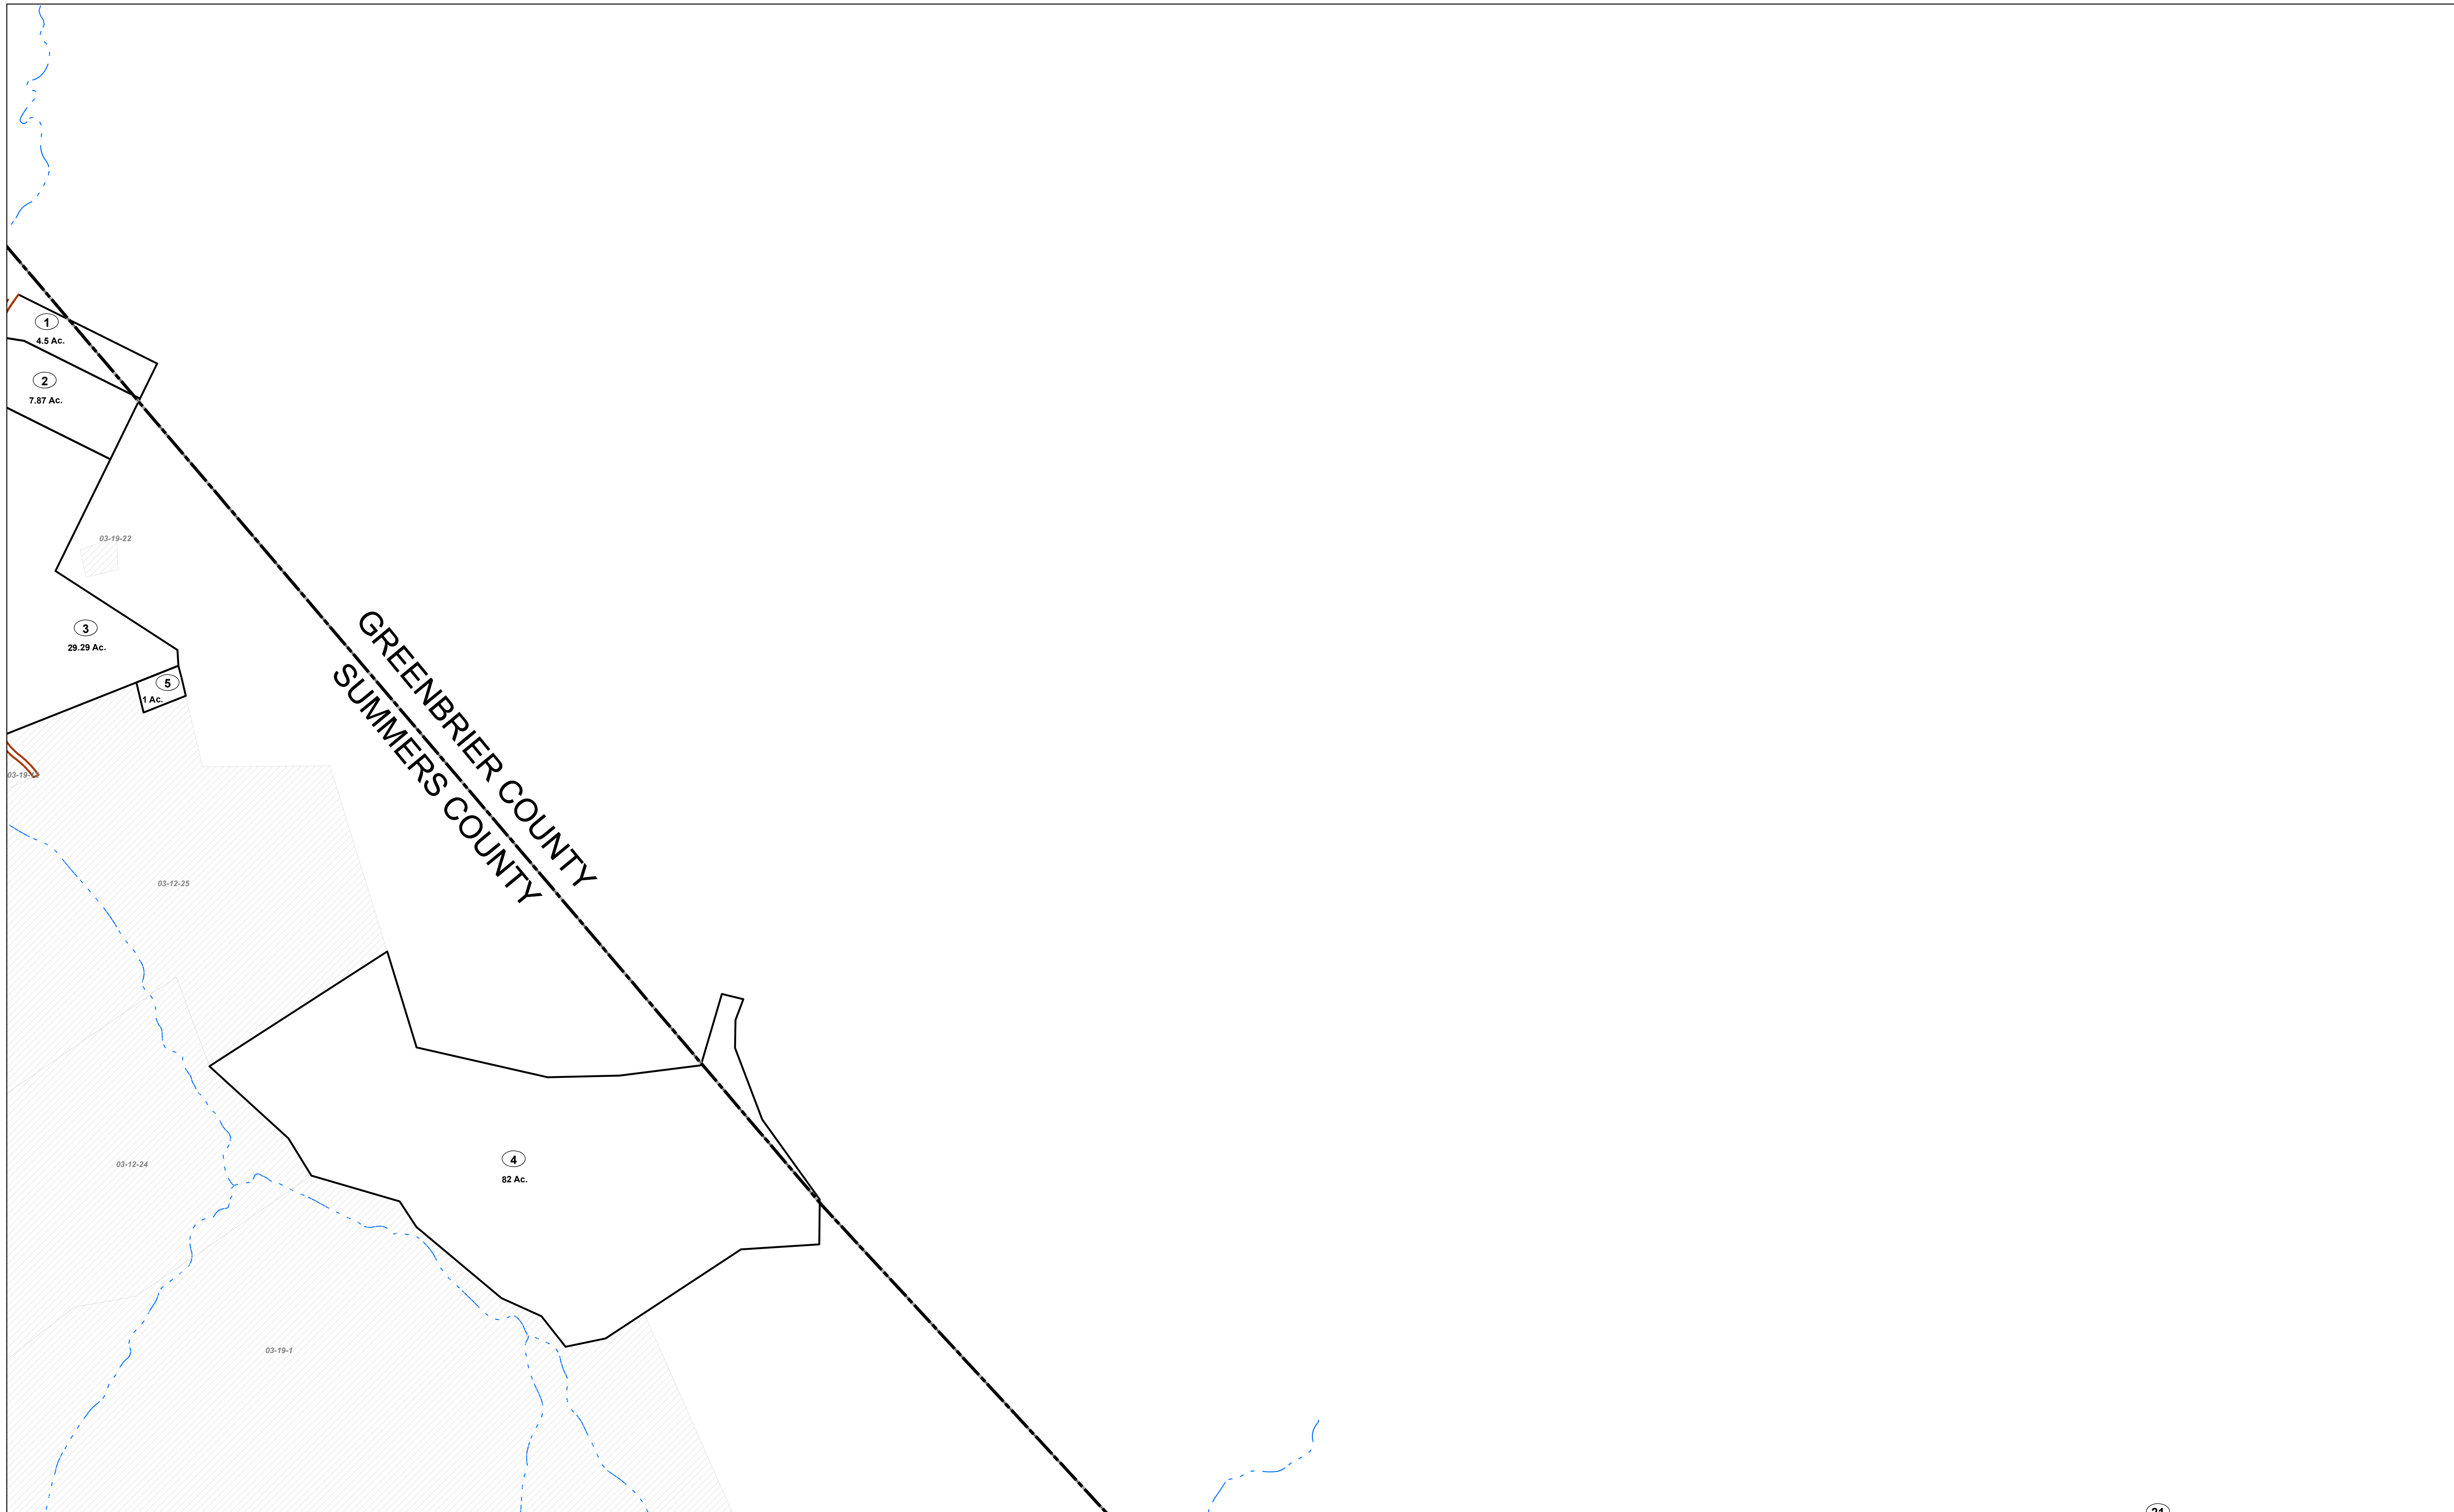 1
4.5 Ac.
2
7.87 Ac.
03-19-22
GREENBRIER COUNTY
SUMMERS COUNTY
3
29.29 Ac.
5
1 Ac.
03-12-25
4
82 Ac.
03-12-24
03-19-1
21